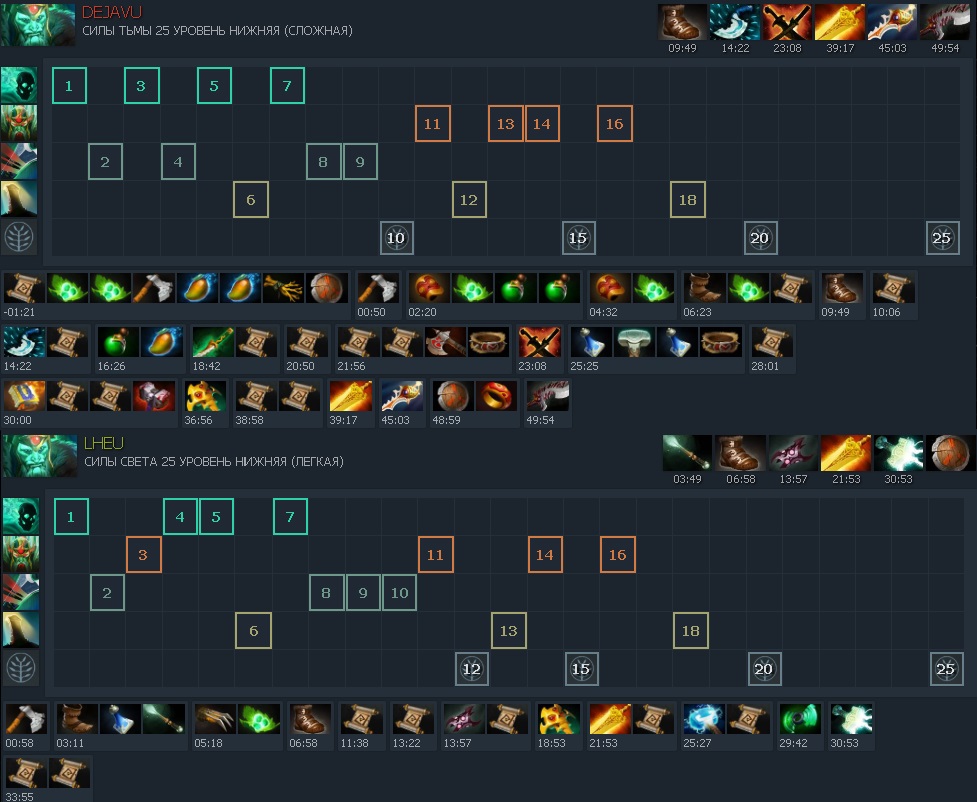 DEJAVU
СИЛЫ ТЬМЫ 25 УРОВЕНЬ НИЖНЯЯ (СЛОЖНАЯ)
09:49 14:22 23:08 39:17 45:03 49:54
1 3 5 7
11 13 14 16
2 4 8 9
6 12 18
10 15 20 25
-01:21 00:50 02:20 04:32 06:23 09:49 10:06
14:22 16:26 18:42 20:50 21:56 23:08 25:25 28:01
30:00 36:56 38:58 39:17 45:03 48:59 49:54
LHEU
СИЛЫ СВЕТА 25 УРОВЕНЬ НИЖНЯЯ (ЛЕГКАЯ)
03:49 06:58 13:57 21:53 30:53
1 4 5 7
3 11 14 16
2 8 9 10
6 13 18
12 15 20 25
00:58 03:11 05:18 06:58 11:38 13:22 13:57 18:53 21:53 25:27 29:42 30:53
33:55